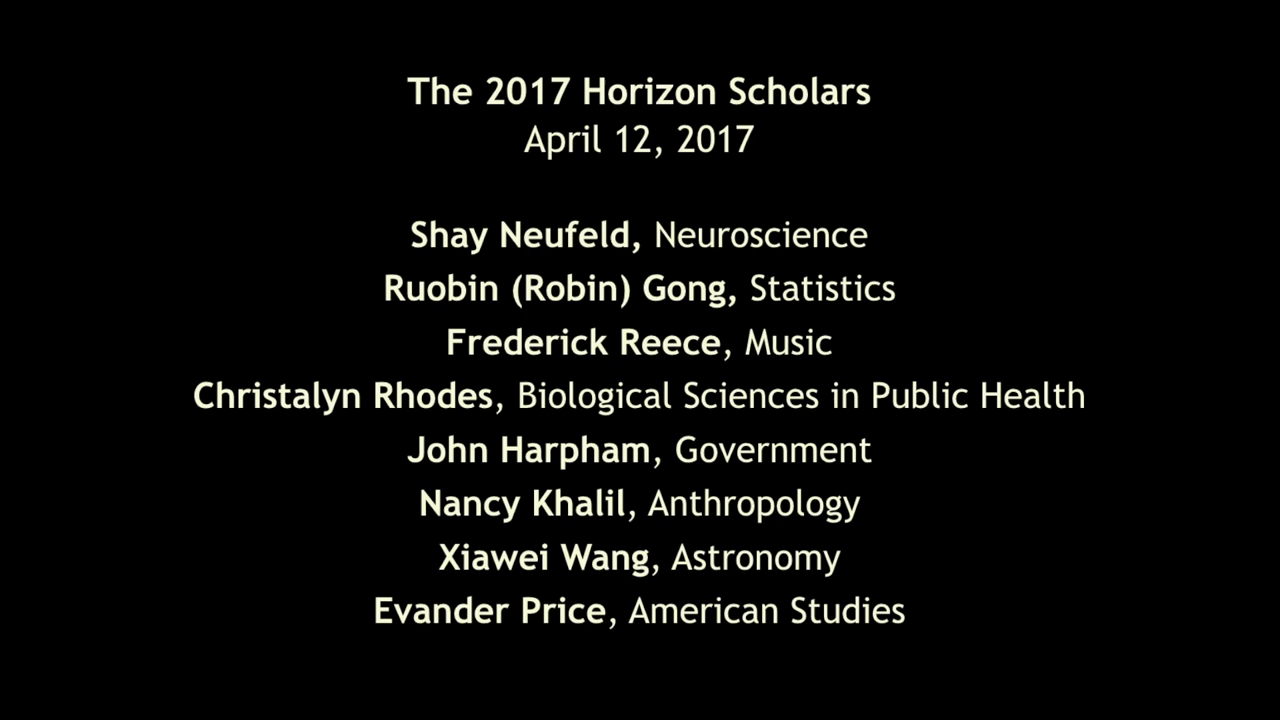 The 2017 Horizon Scholars
April 12, 2017
Shay Neufeld, Neuroscience
Ruobin (Robin) Gong, Statistics
Frederick Reece, Music
Christalyn Rhodes, Biological Sciences in Public Health
John Harpham, Government
Nancy Khalil, Anthropology
Xiawei Wang, Astronomy
Evander Price, American Studies